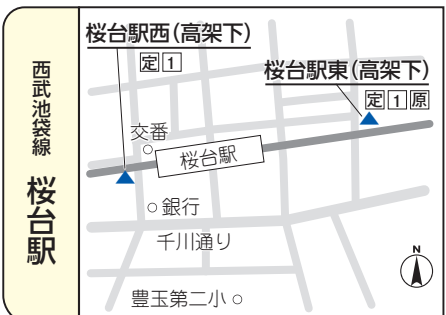 西武池袋線 桜台駅
桜台駅西(高架下)
定1
桜台駅東(高架下)
定1原
交番
桜台駅
銀行
千川通り
豊玉第二小
N